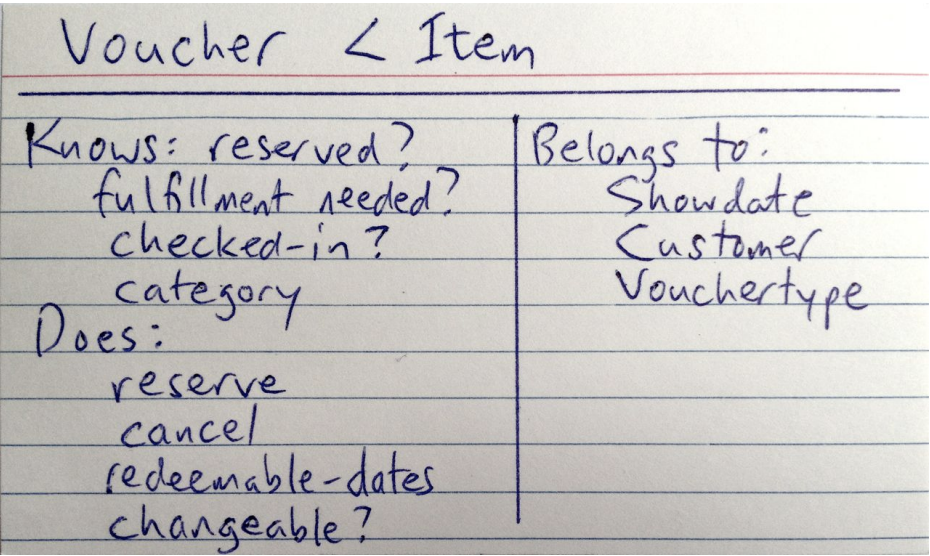 Voucher < Item
Knows: reserved?
fulfillment needed?
checked-in?
category
Does:
reserve
cancel
redeemable-dates
changeable?
Belongs to:
Showdate
Customer
Vouchertype